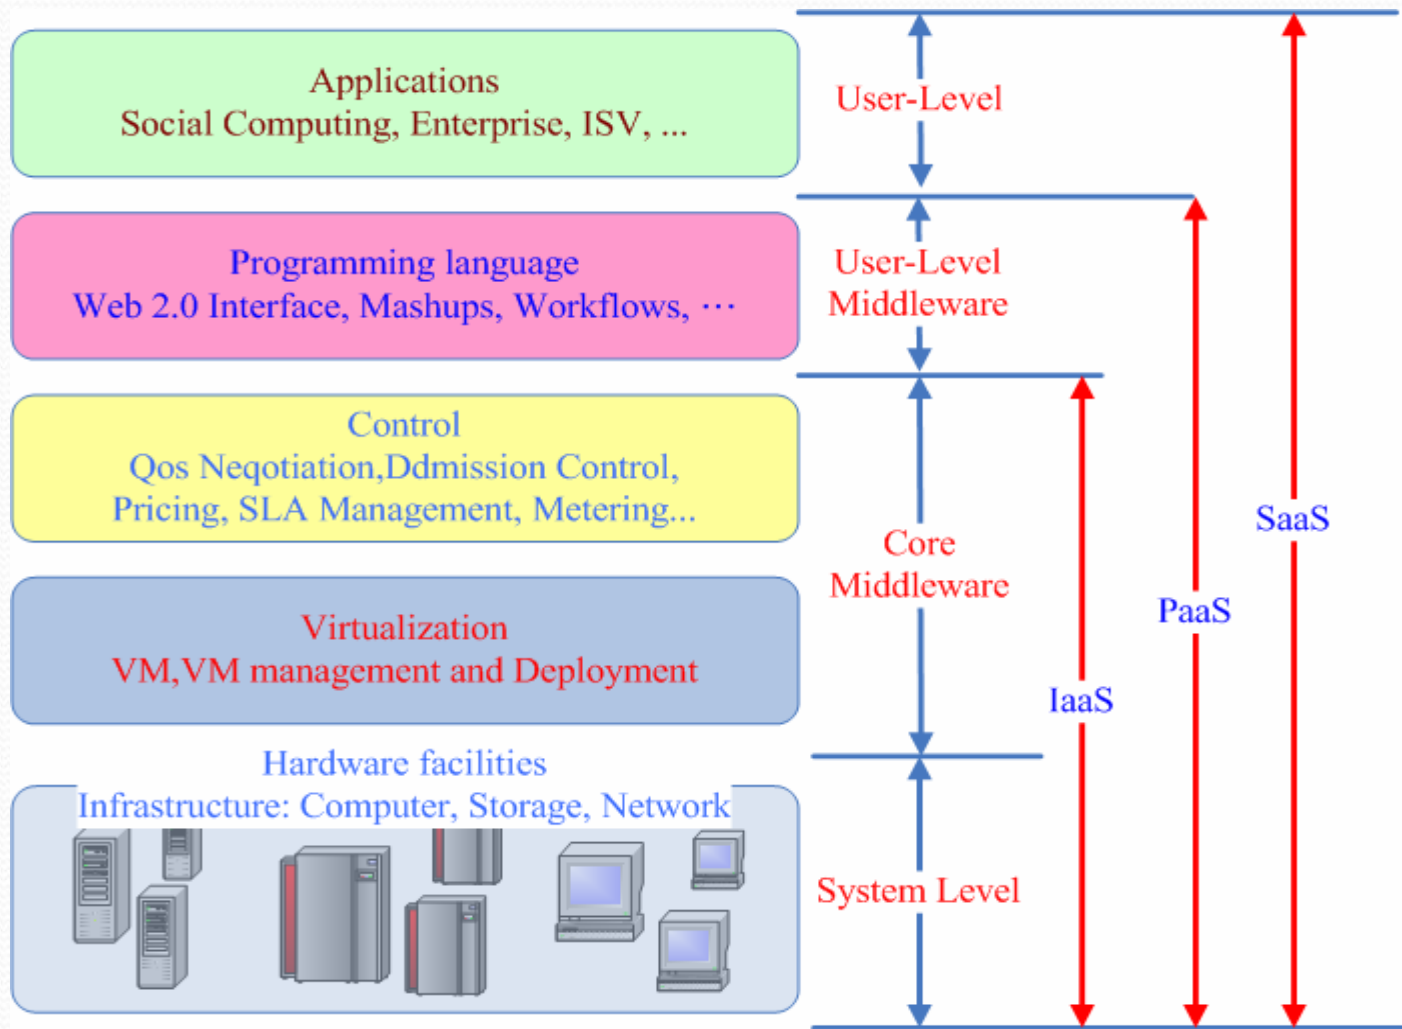 Applications
Social Computing, Enterprise, ISV, ...
User-Level
Programming language
Web 2.0 Interface, Mashups, Workflows, ···
User-Level
Middleware
Control
Qos Neqotiation,Ddmission Control,
Pricing, SLA Management, Metering...
Core
Middleware
SaaS
PaaS
Virtualization
VM,VM management and Deployment
IaaS
Hardware facilities
Infrastructure: Computer, Storage, Network
System Level